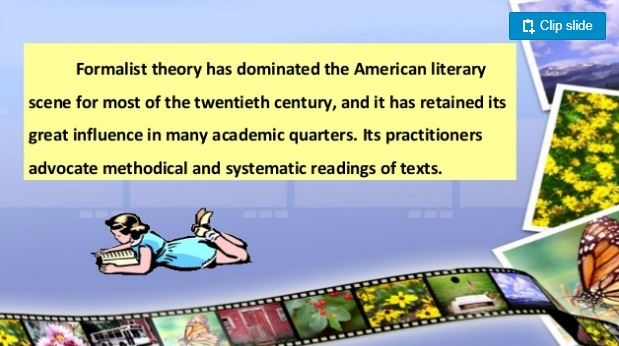 Clip slide
Formalist theory has dominated the American literary
scene for most of the twentieth century, and it has retained its
great influence in many academic quarters. Its practitioners
advocate methodical and systematic readings of texts.